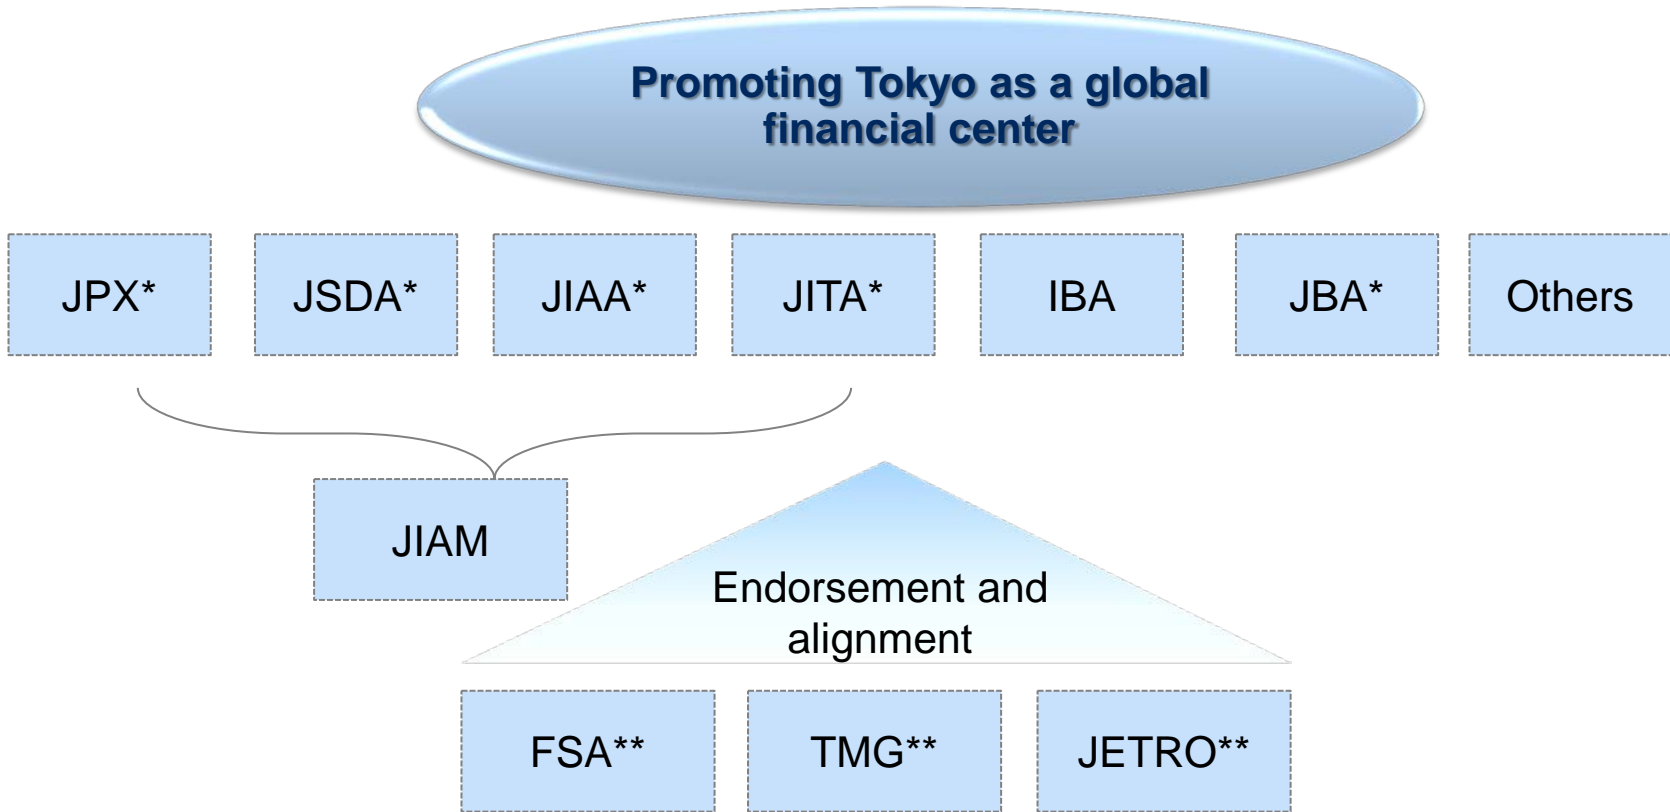 Promoting Tokyo as a global
financial center
JPX*
JSDA*
JIAA*
JITA*
IBA
JBA*
Others
JIAM
Endorsement and
alignment
FSA**
TMG**
JETRO**